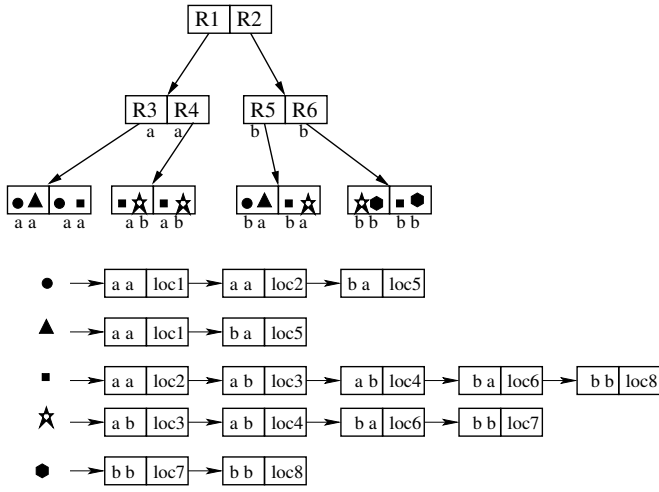 R1 R2
R3 R4 R5 R6
a a b b
a a a a a b a b b a b a b b b b
a a loc1 a a loc2 b a loc5
a a loc1 b a loc5
a a loc2 a b loc3 a b loc4 b a loc6 b b loc8
a b loc3 a b loc4 b a loc6 b b loc7
b b loc7 b b loc8